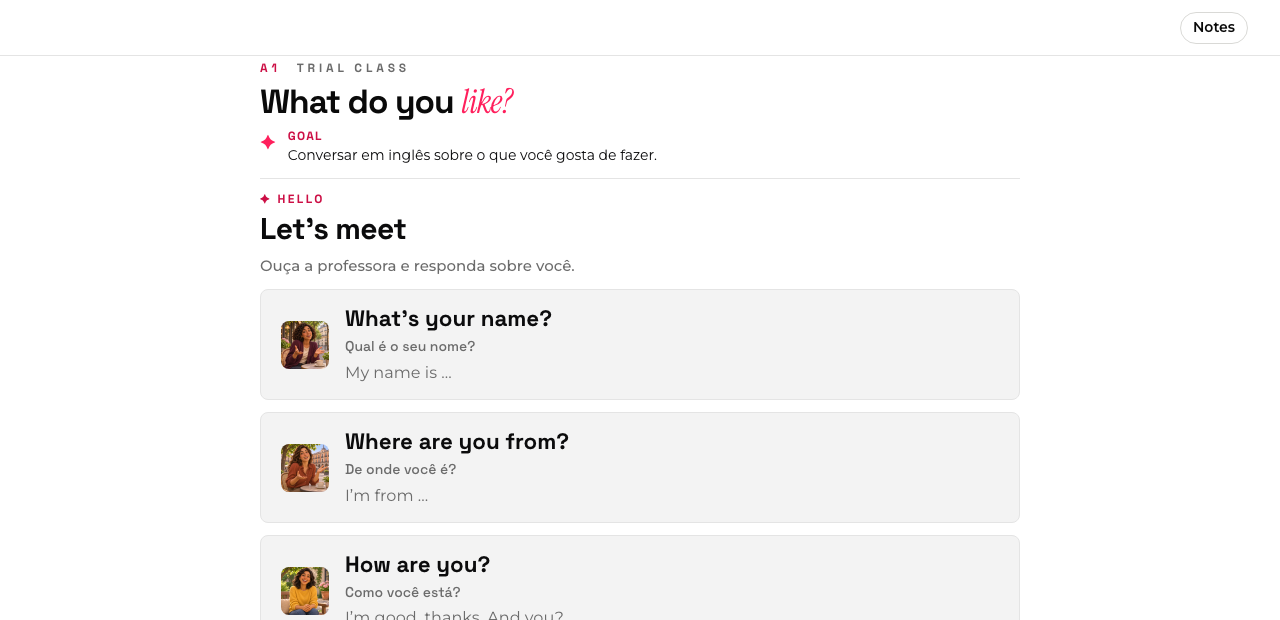 Notes
A1 TRIAL CLASS
What do you like?
GOAL
Conversar em inglês sobre o que você gosta de fazer.
HELLO
Let’s meet
Ouça a professora e responda sobre você.
What’s your name?
Qual é o seu nome?
My name is ...
Where are you from?
De onde você é?
I’m from ...
How are you?
Como você está?
I’m good, thanks. And you?